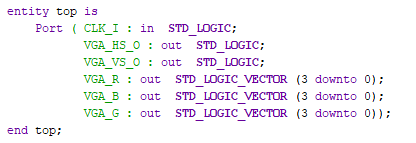 entity top is
    Port ( CLK_I : in  STD_LOGIC;
           VGA_HS_O : out  STD_LOGIC;
           VGA_VS_O : out  STD_LOGIC;
           VGA_R : out  STD_LOGIC_VECTOR (3 downto 0);
           VGA_B : out  STD_LOGIC_VECTOR (3 downto 0);
           VGA_G : out  STD_LOGIC_VECTOR (3 downto 0));
end top;